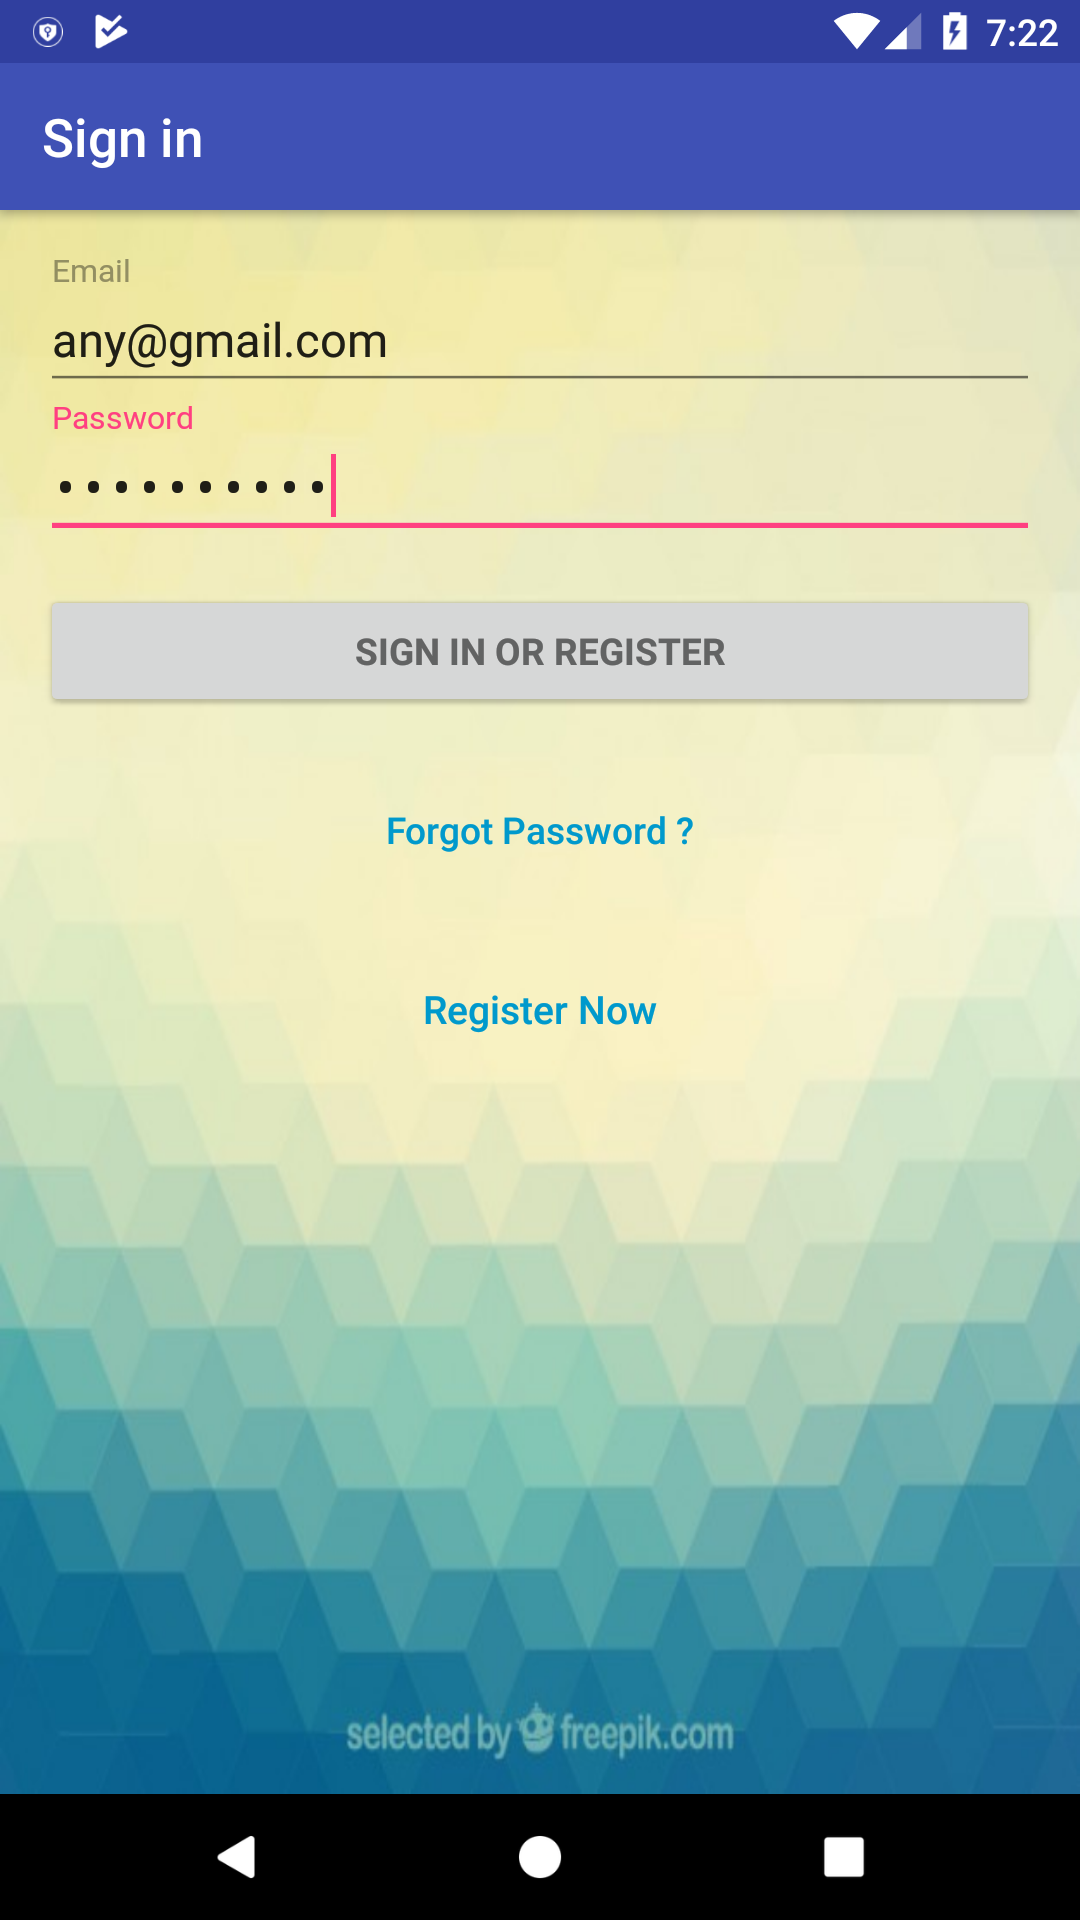 7:22
Sign in
Email
any@gmail.com
Password
••••••••••
SIGN IN OR REGISTER
Forgot Password ?
Register Now
selected by freepik.com